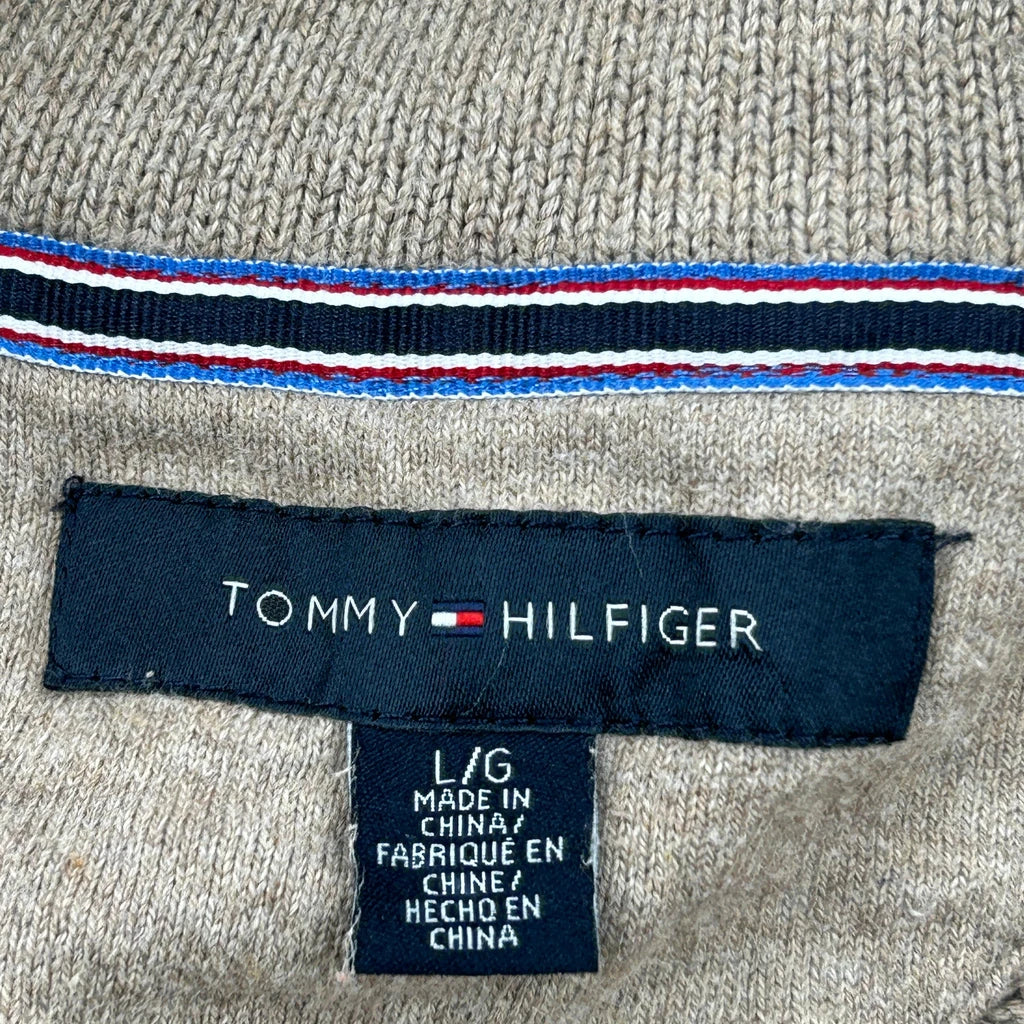 TOMMY HILFIGER
L/G
MADE IN
CHINA/
FABRIQUÉ EN
CHINE/
HECHO EN
CHINA